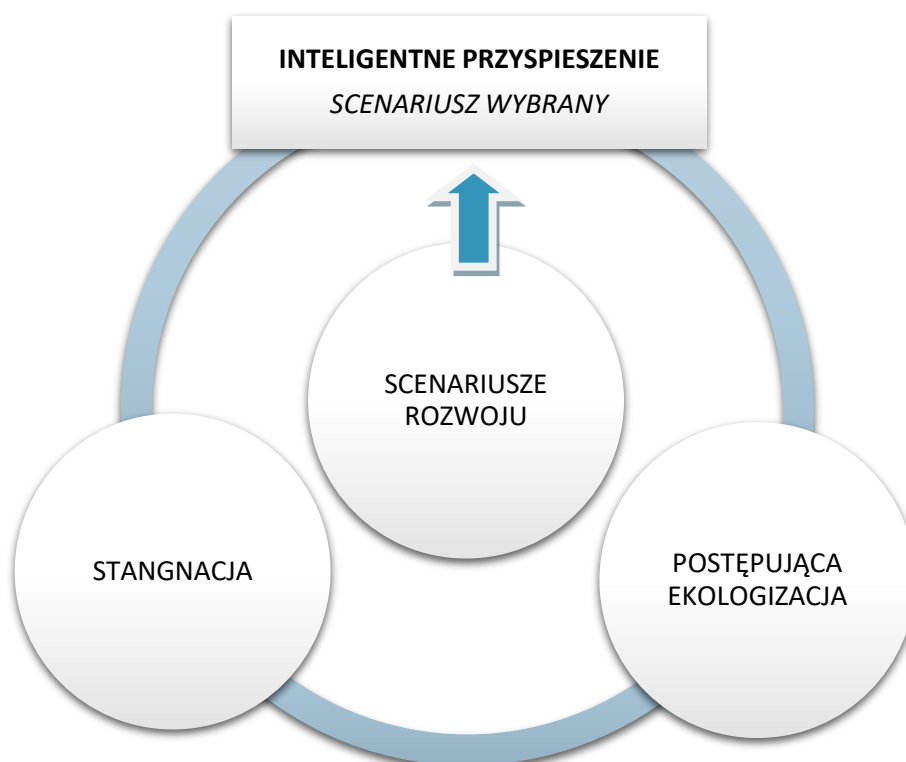 INTELIGENTNE PRZYSPIESZENIE
SCENARIUSZ WYBRANY
SCENARIUSZE
ROZWOJU
STANGNACJA
POSTĘPUJĄCA
EKOLOGIZACJA